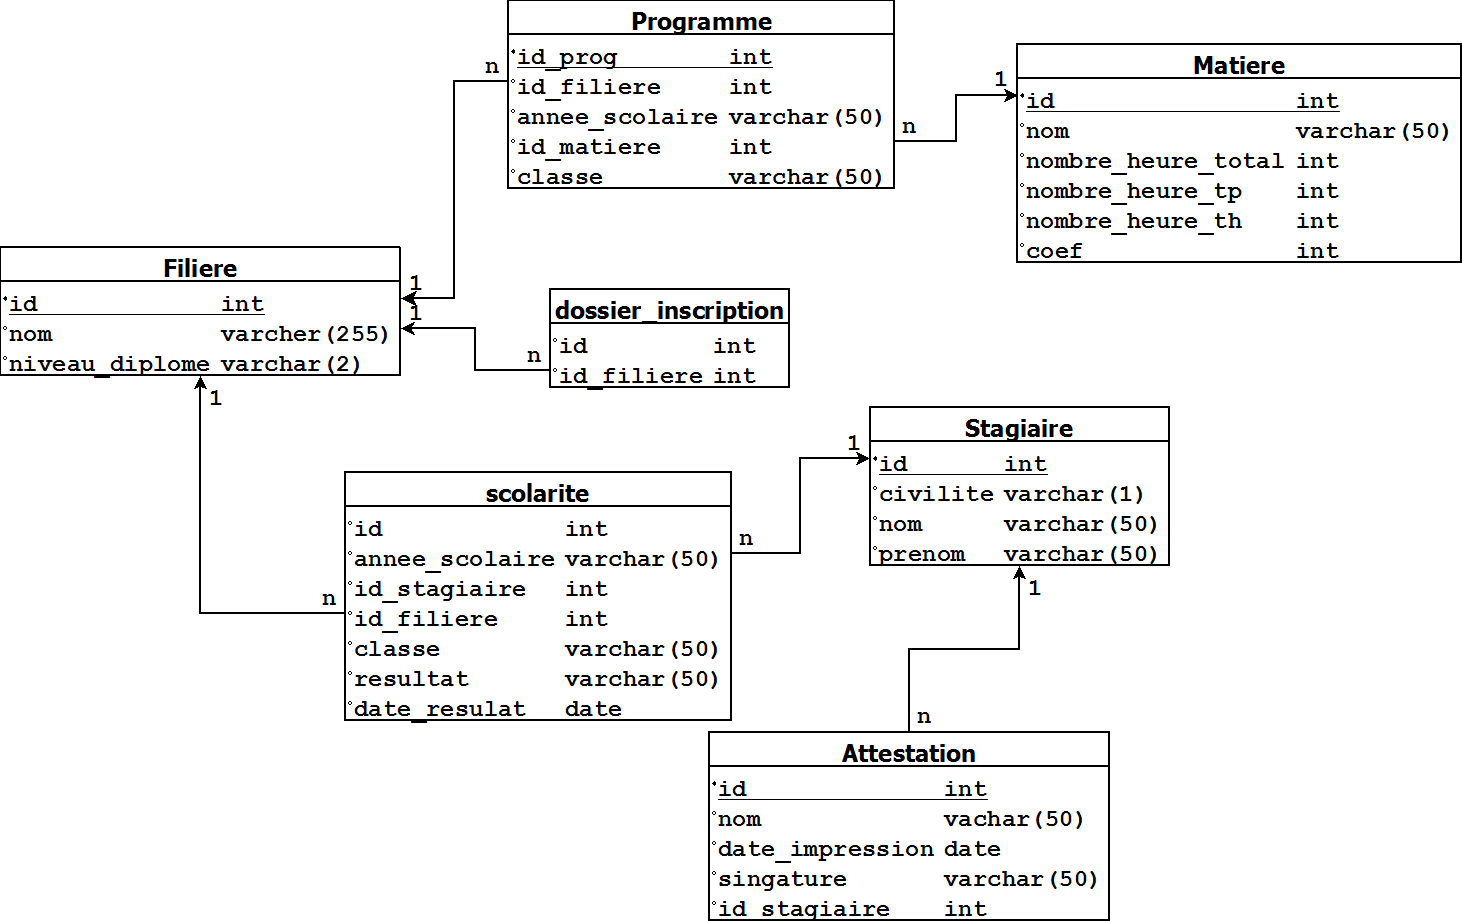 Programme
id_prog int
id_filiere int
annee_scolaire varchar(50)
id_matiere int
classe varchar(50)
n
n
1
Matiere
id int
nom varchar(50)
nombre_heure_total int
nombre_heure_tp int
nombre_heure_th int
coef int
Filiere
id int
nom varcher(255)
niveau_diplome varchar(2)
1
1
n
1
dossier_inscription
id int
id_filiere int
scolarite
id int
annee_scolaire varchar(50)
id_stagiaire int
id_filiere int
classe varchar(50)
resultat varchar(50)
date_resulat date
n
n
1
Stagiaire
id int
civilite varchar(1)
nom varchar(50)
prenom varchar(50)
1
n
Attestation
id int
nom vachar(50)
date_impression date
singature varchar(50)
id_stagiaire int